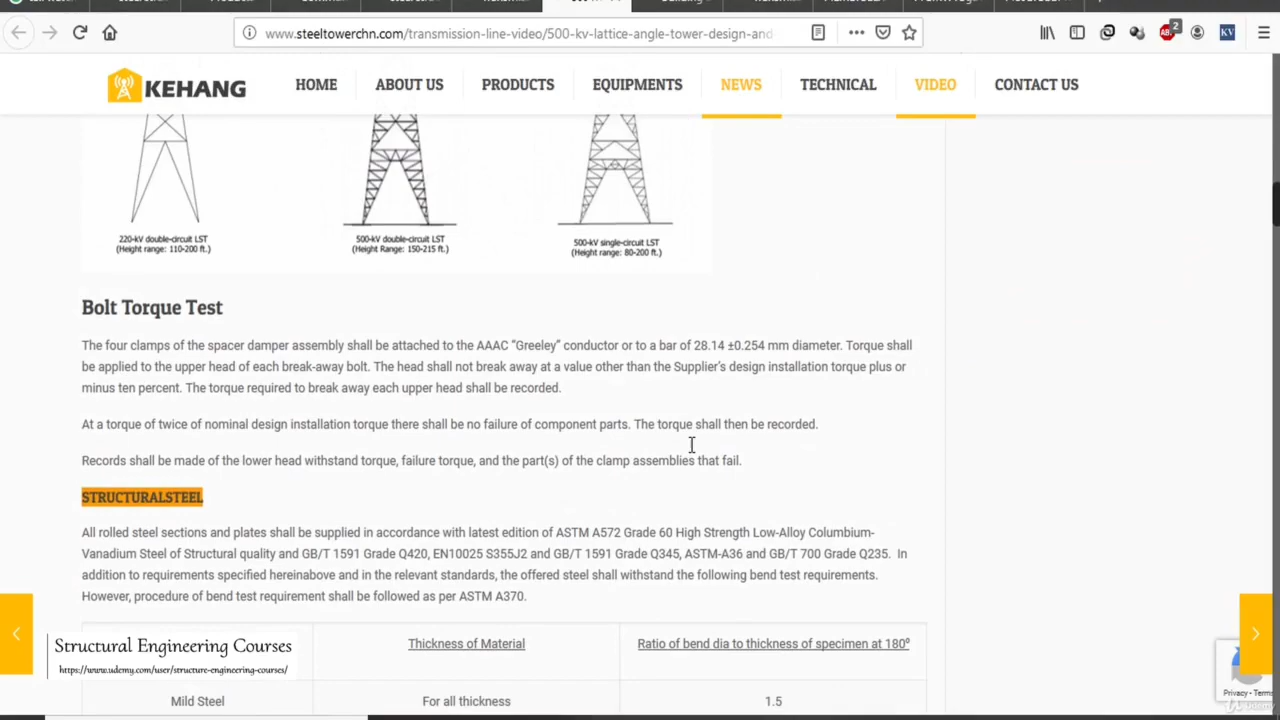 www.steeltowerchn.com/transmission-line-video/500-kv-lattice-angle-tower-design-and-
2
KV
KEHANG
HOME
ABOUT US
PRODUCTS
EQUIPMENTS
NEWS
TECHNICAL
VIDEO
CONTACT US
220-kV double-circuit LST
(Height range: 110-200 ft.)
500-kV double-circuit LST
(Height Range: 150-215 ft.)
500-kV single-circuit LST
(Height range: 80-200 ft.)
Bolt Torque Test
The four clamps of the spacer damper assembly shall be attached to the AAAC “Greeley” conductor or to a bar of 28.14 ±0.254 mm diameter. Torque shall
be applied to the upper head of each break-away bolt. The head shall not break away at a value other than the Supplier’s design installation torque plus or
minus ten percent. The torque required to break away each upper head shall be recorded.
At a torque of twice of nominal design installation torque there shall be no failure of component parts. The torque shall then be recorded.
Records shall be made of the lower head withstand torque, failure torque, and the part(s) of the clamp assemblies that fail.
STRUCTURALSTEEL
All rolled steel sections and plates shall be supplied in accordance with latest edition of ASTM A572 Grade 60 High Strength Low-Alloy Columbium-
Vanadium Steel of Structural quality and GB/T 1591 Grade Q420, EN10025 S355J2 and GB/T 1591 Grade Q345, ASTM-A36 and GB/T 700 Grade Q235. In
addition to requirements specified hereinabove and in the relevant standards, the offered steel shall withstand the following bend test requirements.
However, procedure of bend test requirement shall be followed as per ASTM A370.
Thickness of Material
Ratio of bend dia to thickness of specimen at 180⁰
Mild Steel
For all thickness
1.5
Structural Engineering Courses
https://www.udemy.com/user/structure-engineering-courses/
Privacy - Terms
Udemy